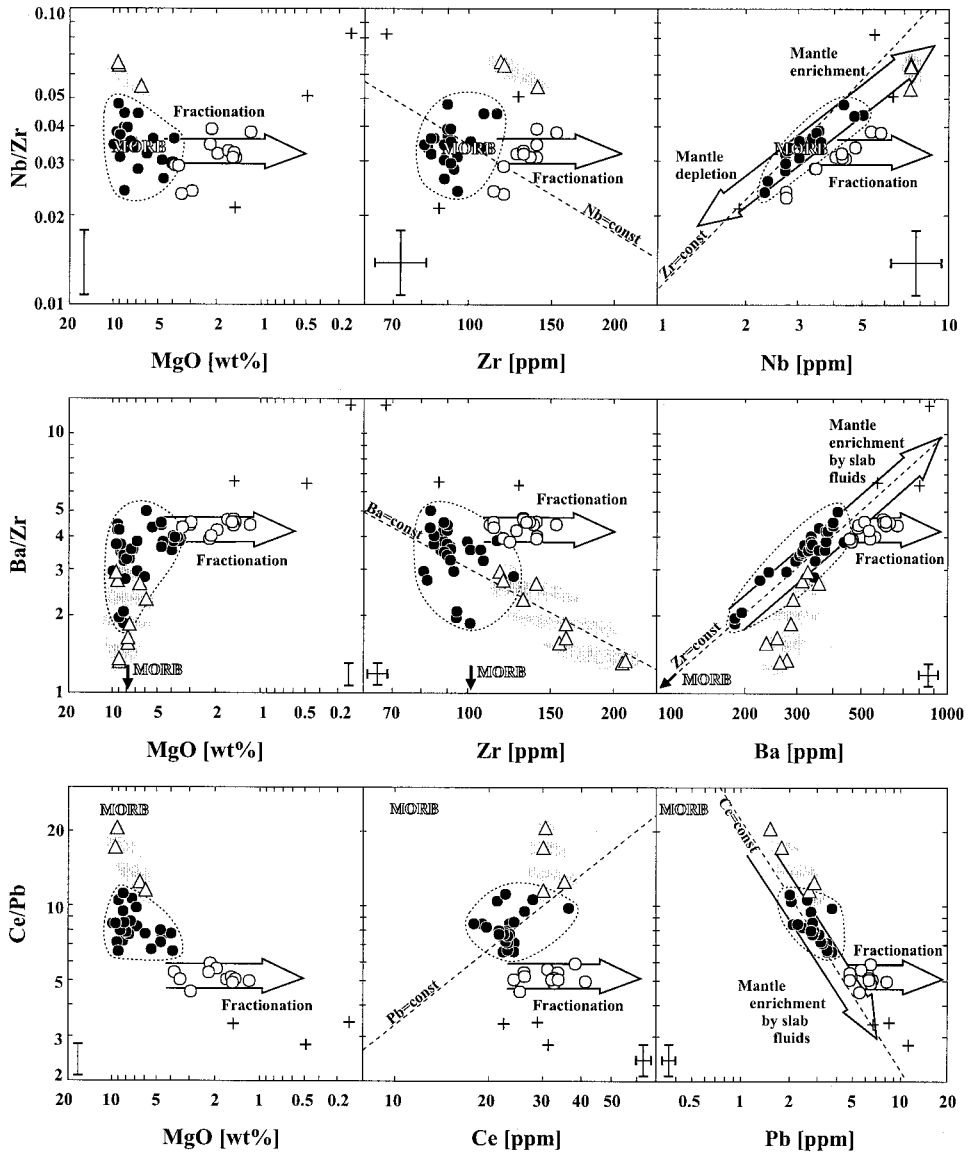 0.10
0.05
0.04
0.03
0.02
0.01
Nb/Zr
Fractionation
MORB
20 10 5 2 1 0.5 0.2
MgO [wt%]
Fractionation
MORB
Nb=const
70 100 150 200
Zr [ppm]
Mantle
enrichment
MORB
Mantle
depletion
Fractionation
Zr=const
1 2 3 5 10
Nb [ppm]
10
5
4
3
2
1
Ba/Zr
Fractionation
MORB
20 10 5 2 1 0.5 0.2
MgO [wt%]
Ba=const
Fractionation
MORB
70 100 150 200
Zr [ppm]
Mantle
enrichment
by slab
fluids
Fractionation
Zr=const
MORB
100 200 300 500 1000
Ba [ppm]
20
10
5
3
2
Ce/Pb
MORB
Fractionation
20 10 5 2 1 0.5 0.2
MgO [wt%]
MORB
Fractionation
Pb=const
10 20 30 40 50
Ce [ppm]
MORB
Ce=const
Fractionation
Mantle
enrichment
by slab
fluids
0.5 1 2 5 10 20
Pb [ppm]